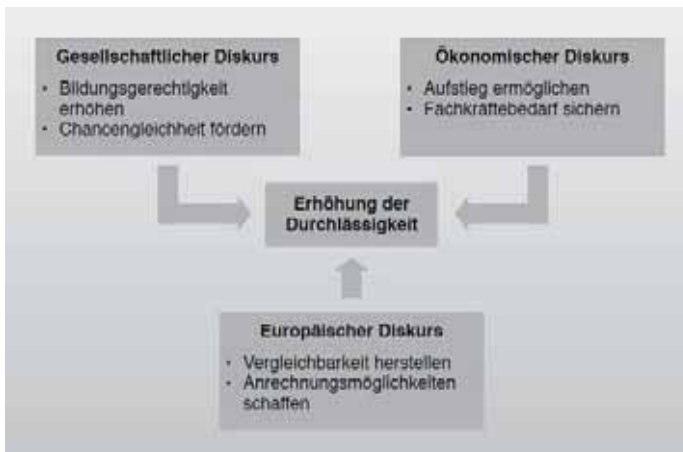 Gesellschaftlicher Diskurs
• Bildungsgerechtigkeit
erhöhen
• Chancengleichheit fördern
Ökonomischer Diskurs
• Aufstieg ermöglichen
• Fachkräftebedarf sichern
Erhöhung der
Durchlässigkeit
Europäischer Diskurs
• Vergleichbarkeit herstellen
• Anrechnungsmöglichkeiten
schaffen